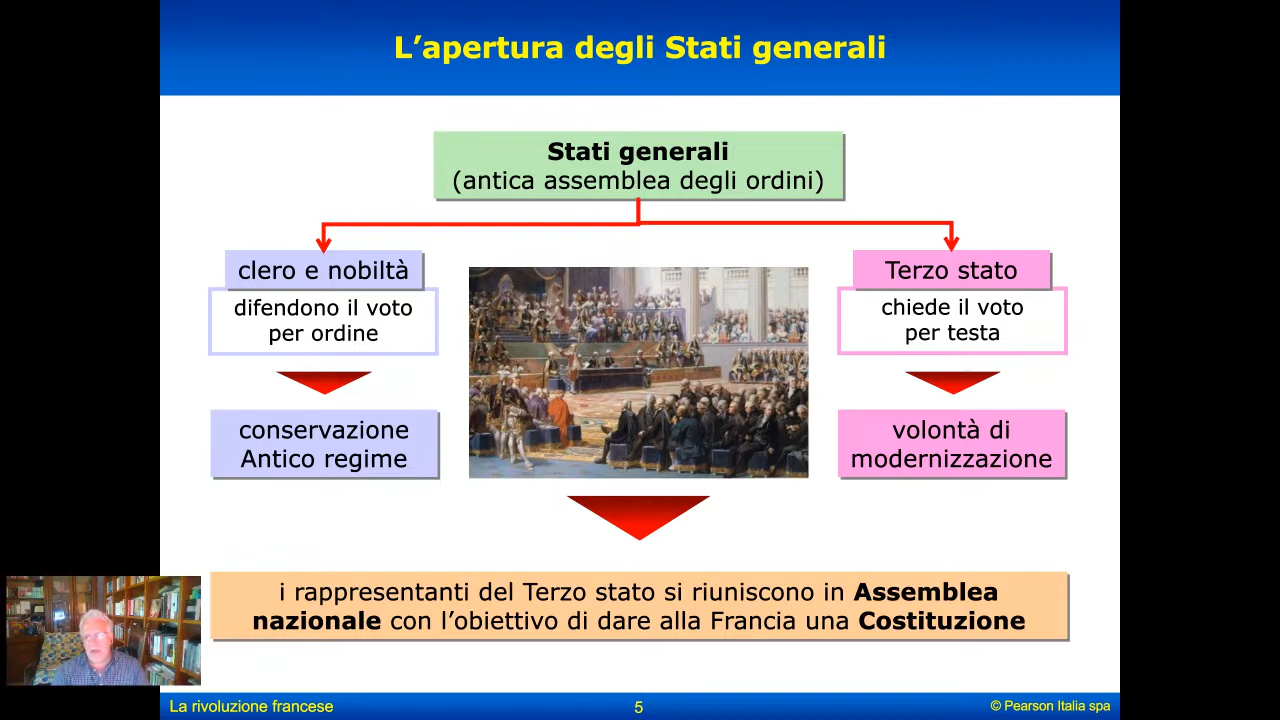 L’apertura degli Stati generali
Stati generali
(antica assemblea degli ordini)
clero e nobiltà
difendono il voto
per ordine
conservazione
Antico regime
Terzo stato
chiede il voto
per testa
volontà di
modernizzazione
i rappresentanti del Terzo stato si riuniscono in Assemblea
nazionale con l’obiettivo di dare alla Francia una Costituzione
La rivoluzione francese
5
© Pearson Italia spa